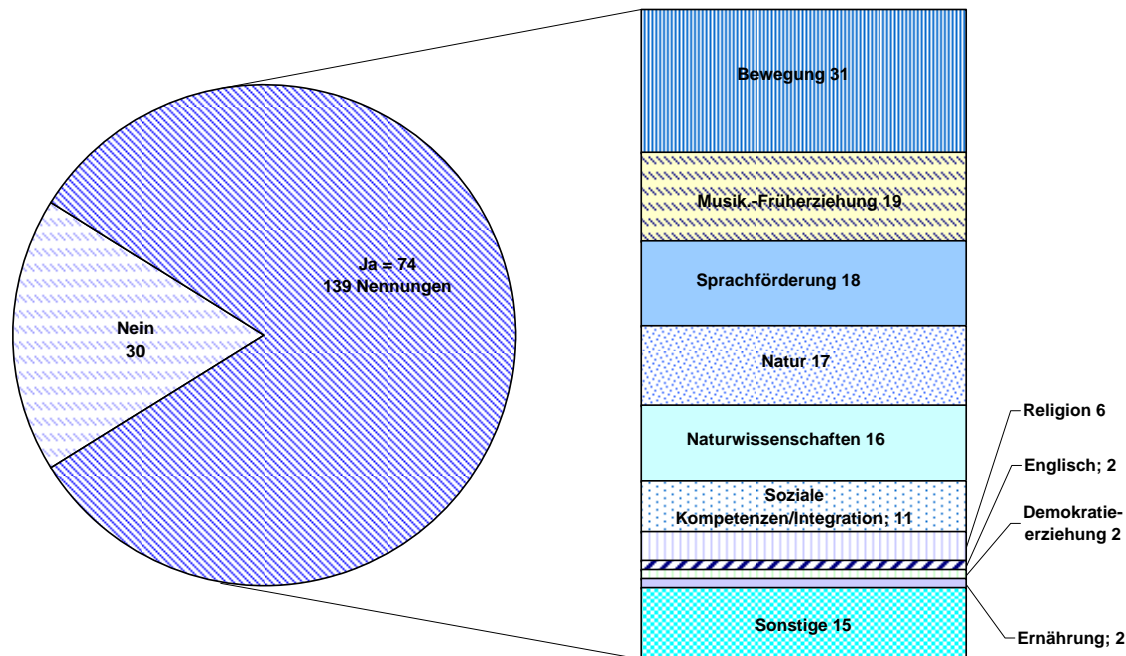 Ja = 74
139 Nennungen
Nein
30
Bewegung 31
Musik.-Früherziehung 19
Sprachförderung 18
Natur 17
Naturwissenschaften 16
Soziale
Kompetenzen/Integration; 11
Religion 6
Englisch; 2
Demokratie-
erziehung 2
Ernährung; 2
Sonstige 15